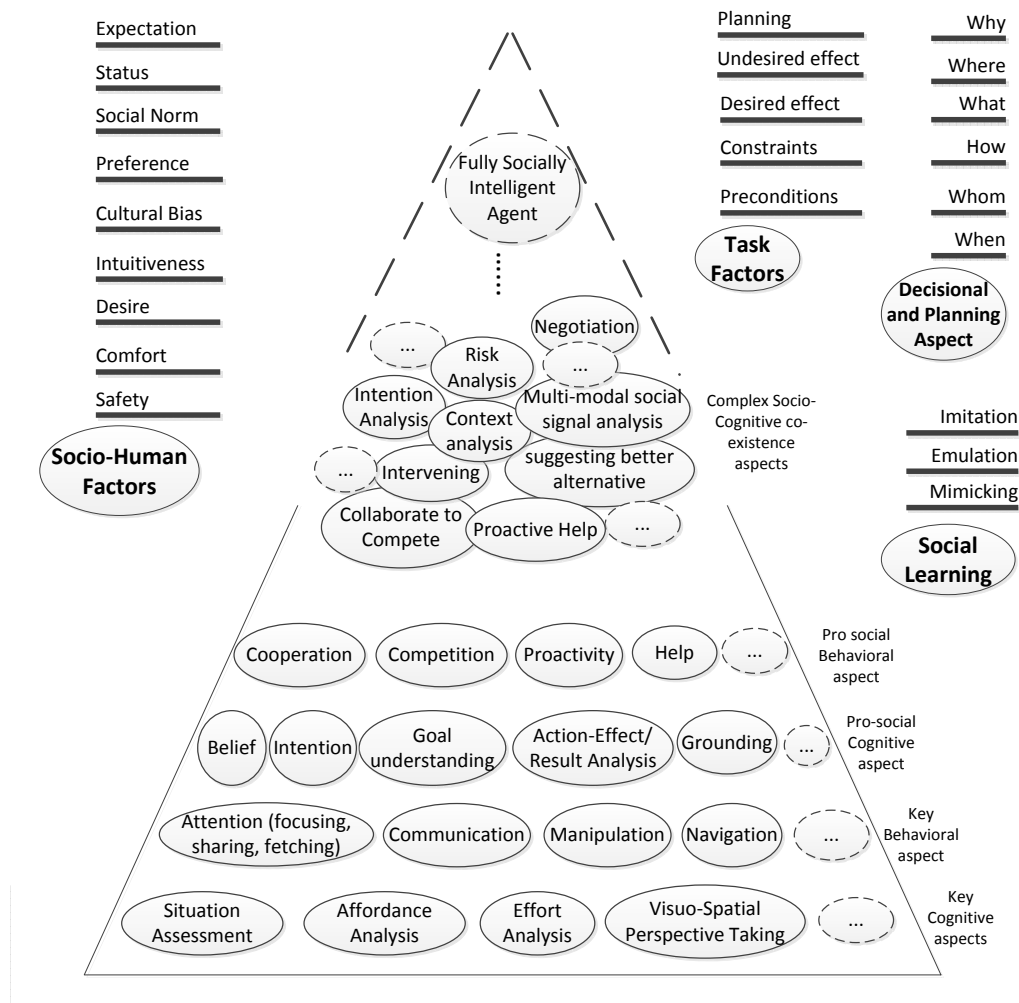 Expectation
Status
Social Norm
Preference
Cultural Bias
Intuitiveness
Desire
Comfort
Safety
Socio-Human
Factors
Planning
Undesired effect
Desired effect
Constraints
Preconditions
Task
Factors
Why
Where
What
How
Whom
When
Decisional
and Planning
Aspect
Imitation
Emulation
Mimicking
Social
Learning
Fully Socially
Intelligent
Agent
......
Negotiation
...
Risk
Analysis
...
Intention
Analysis
Multi-modal social
signal analysis
Context
analysis
Complex Socio-
Cognitive co-
existence
aspects
...
Intervening
suggesting better
alternative
Collaborate to
Compete
Proactive Help
...
Cooperation
Competition
Proactivity
Help
...
Pro social
Behavioral
aspect
Belief
Intention
Goal
understanding
Action-Effect/
Result Analysis
Grounding
...
Pro-social
Cognitive
aspect
Attention (focusing,
sharing, fetching)
Communication
Manipulation
Navigation
...
Key
Behavioral
aspect
Situation
Assessment
Affordance
Analysis
Effort
Analysis
Visuo-Spatial
Perspective Taking
...
Key
Cognitive
aspects